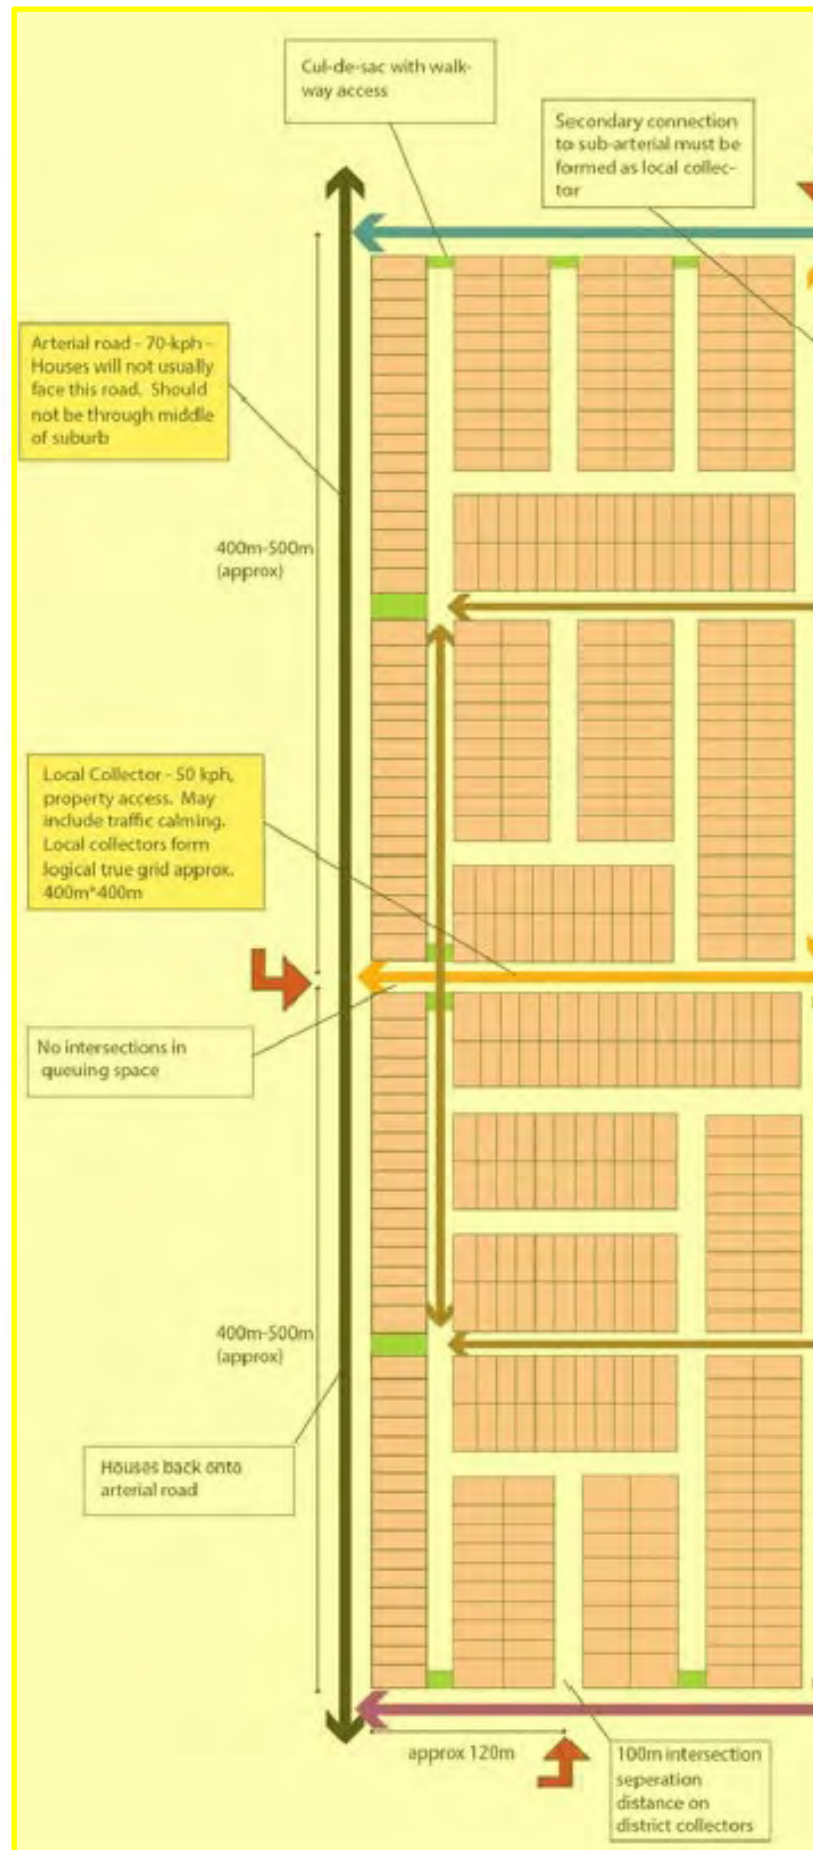 Cul-de-sac with walk-
way access
Secondary connection
to sub-arterial must be
formed as local collec-
tor
Arterial road - 70-kph -
Houses will not usually
face this road. Should
not be through middle
of suburb
400m-500m
(approx)
Local Collector - 50 kph,
property access. May
include traffic calming.
Local collectors form
logical true grid approx.
400m*400m
No intersections in
queuing space
400m-500m
(approx)
Houses back onto
arterial road
approx 120m
100m intersection
seperation
distance on
district collectors